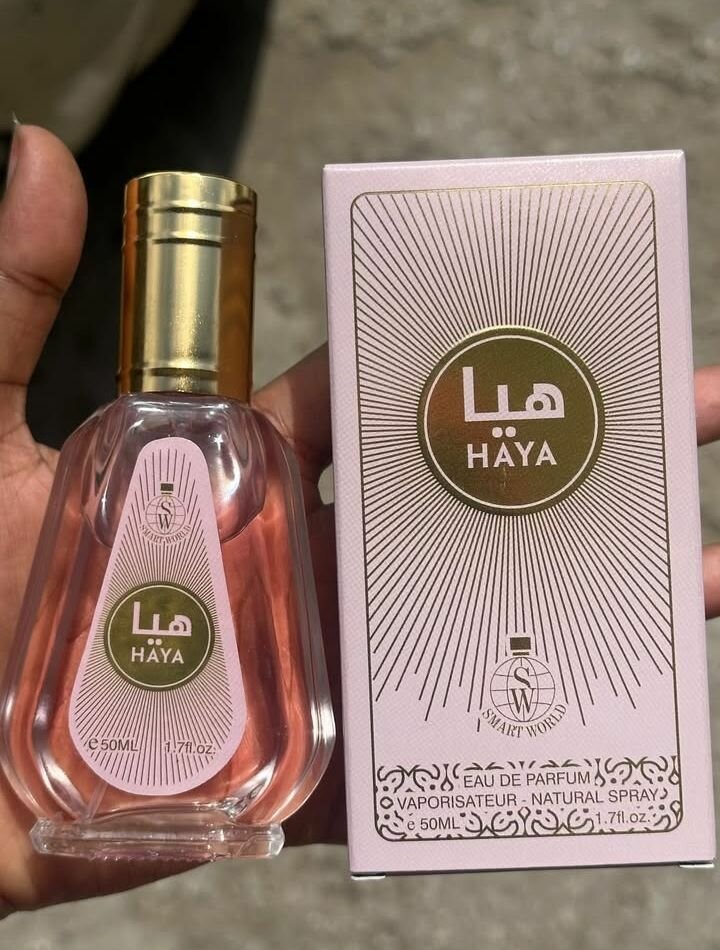 SW
SMART WORLD
هيا
HAYA
e 50ML 1.7fl.oz.
هيا
HAYA
SW
SMART WORLD
EAU DE PARFUM
VAPORISATEUR - NATURAL SPRAY
e 50ML 1.7fl.oz.